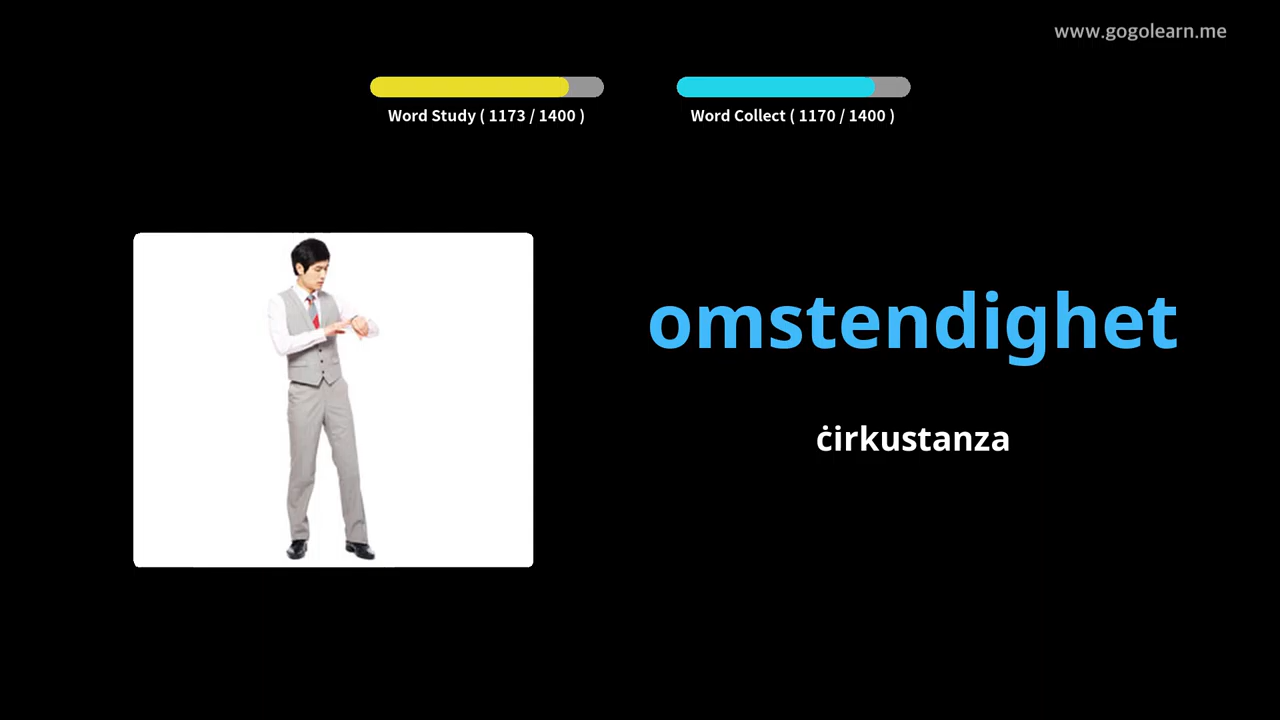 www.gogolearn.me
Word Study ( 1173 / 1400 )
Word Collect ( 1170 / 1400 )
omstendighet
ċirkustanza